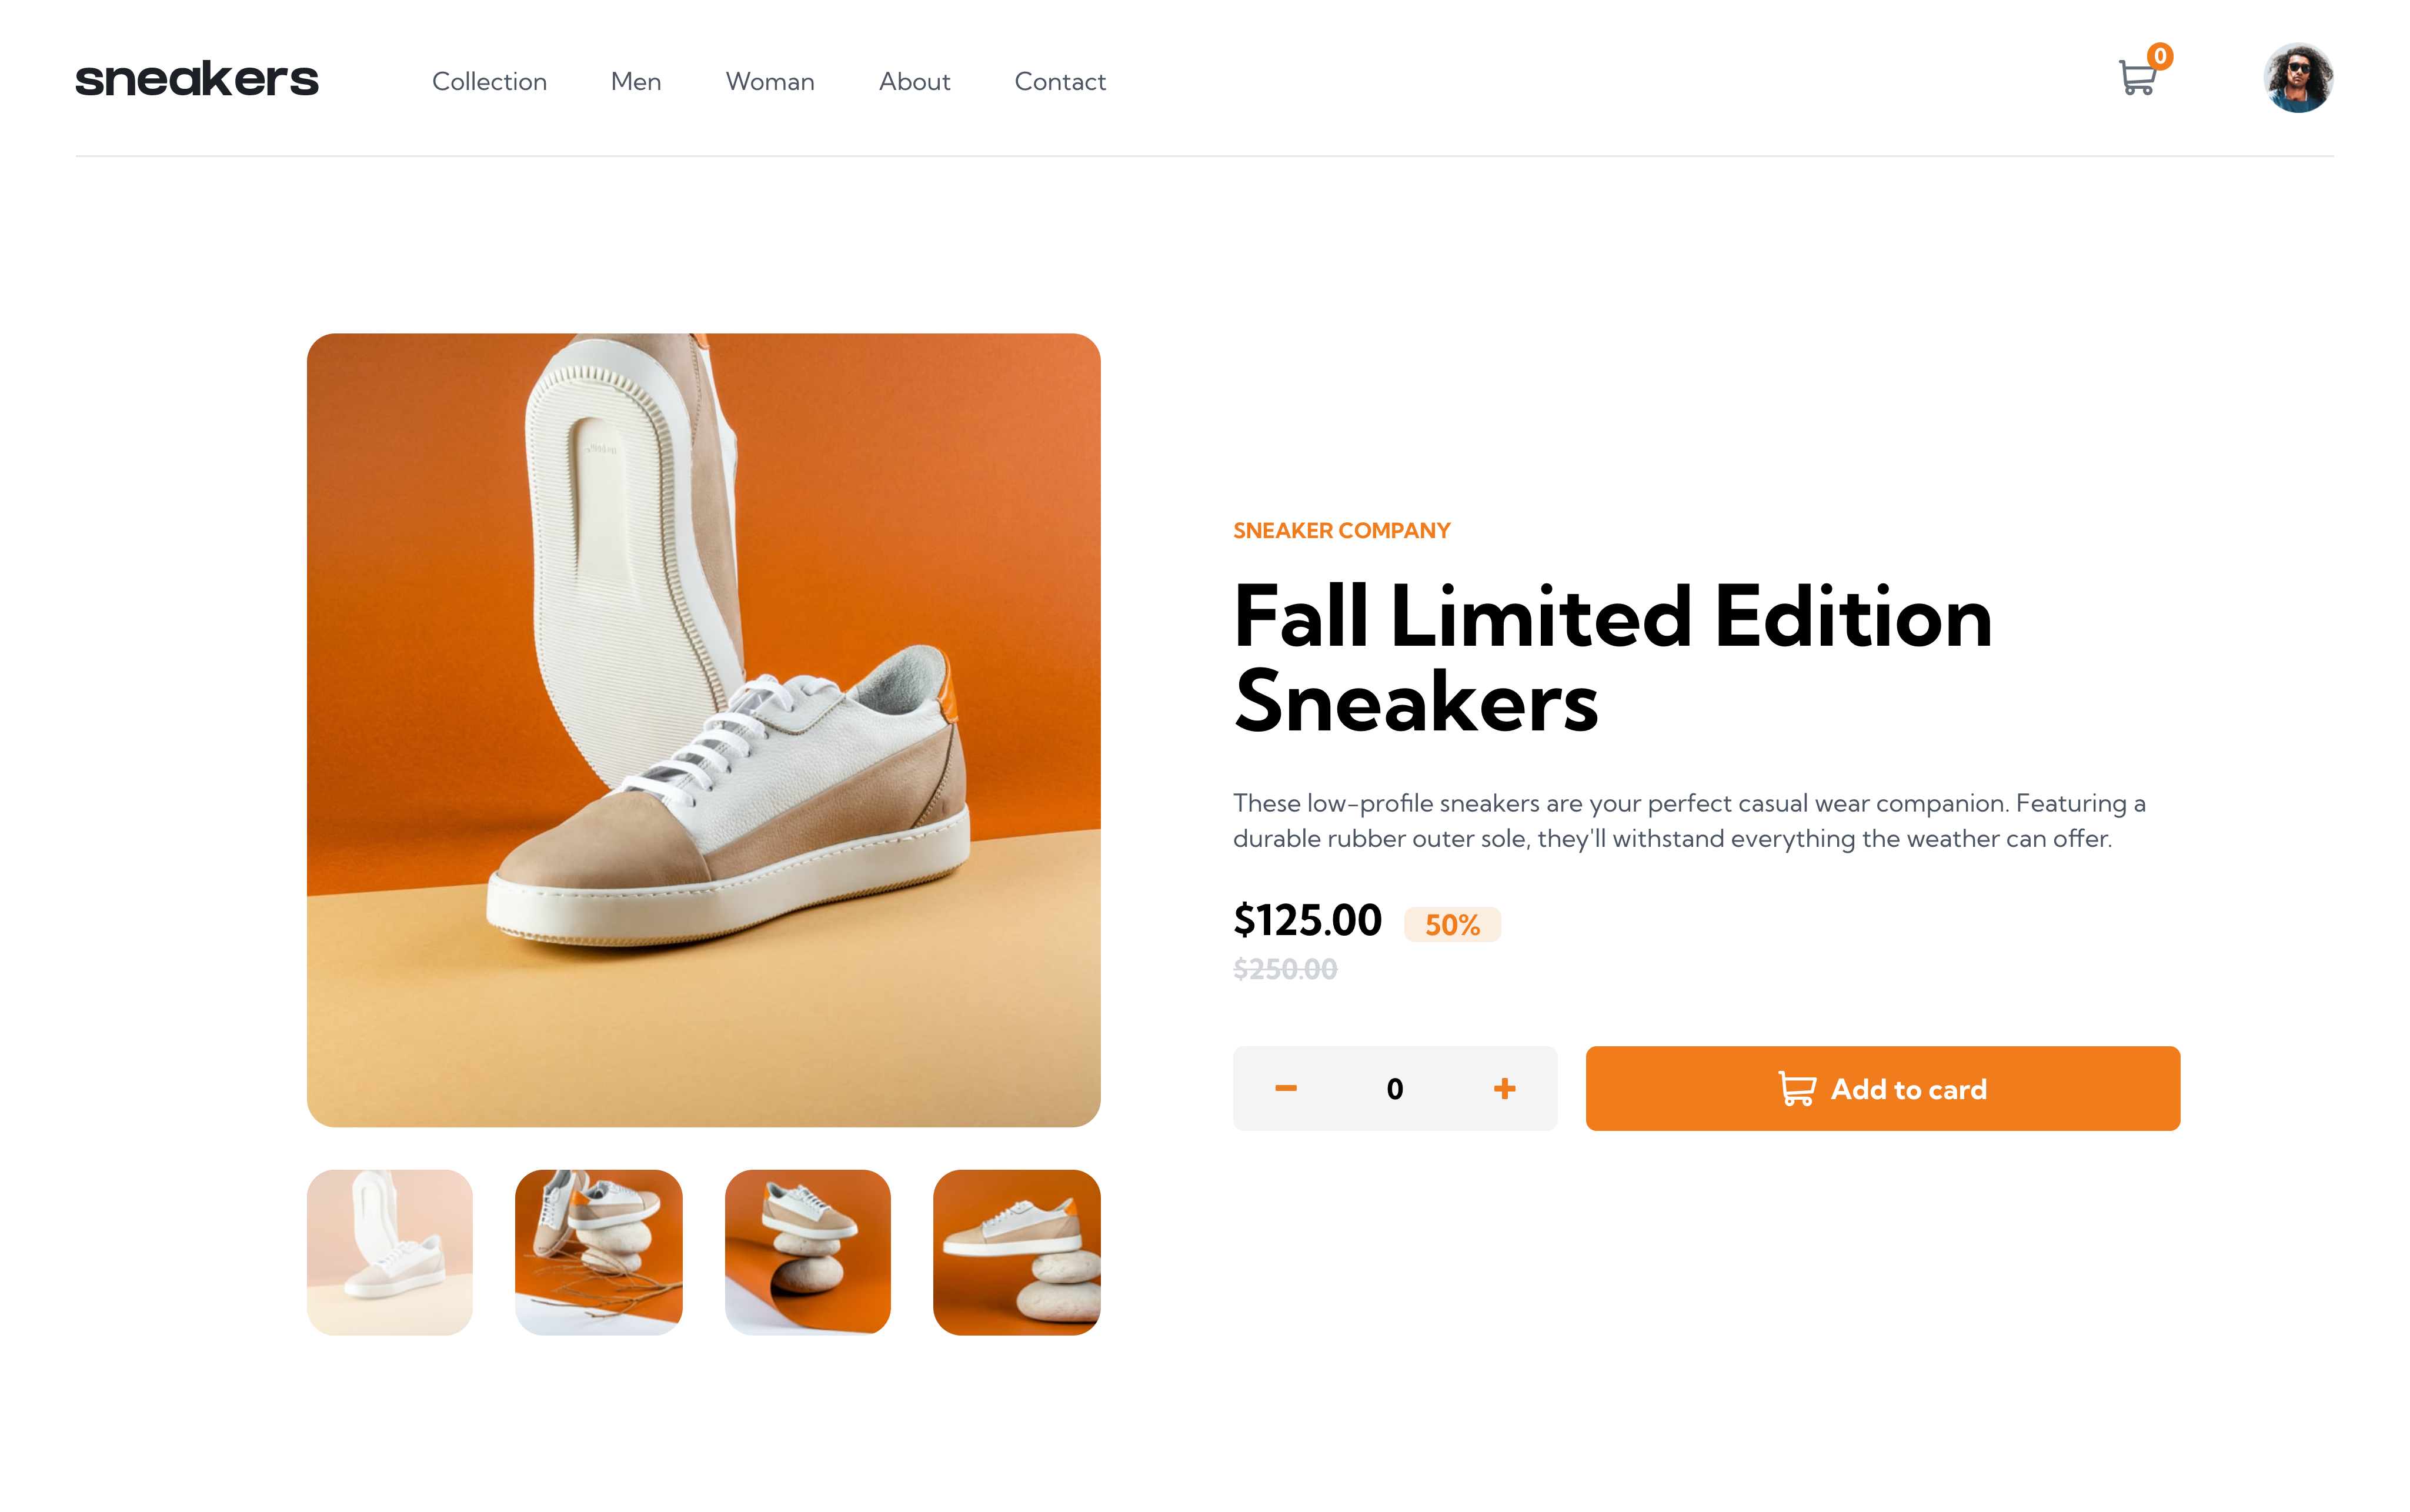 sneakers
Collection Men Woman About Contact
0
SNEAKER COMPANY
Fall Limited Edition
Sneakers
These low-profile sneakers are your perfect casual wear companion. Featuring a
durable rubber outer sole, they'll withstand everything the weather can offer.
$125.00 50%
$250.00
0
Add to card